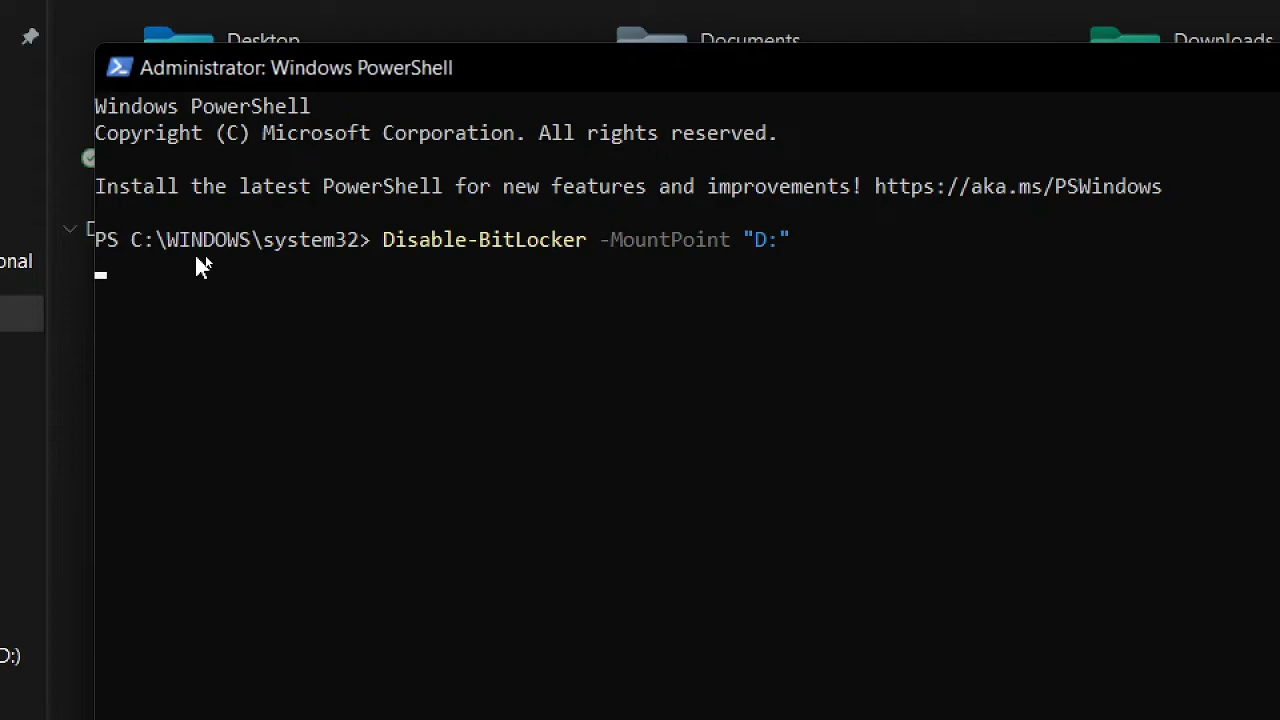 Desktop
Documents
Downloads
Administrator: Windows PowerShell
Windows PowerShell
Copyright (C) Microsoft Corporation. All rights reserved.
Install the latest PowerShell for new features and improvements! https://aka.ms/PSWindows
PS C:\WINDOWS\system32> Disable-BitLocker -MountPoint "D:"
onal
D:)